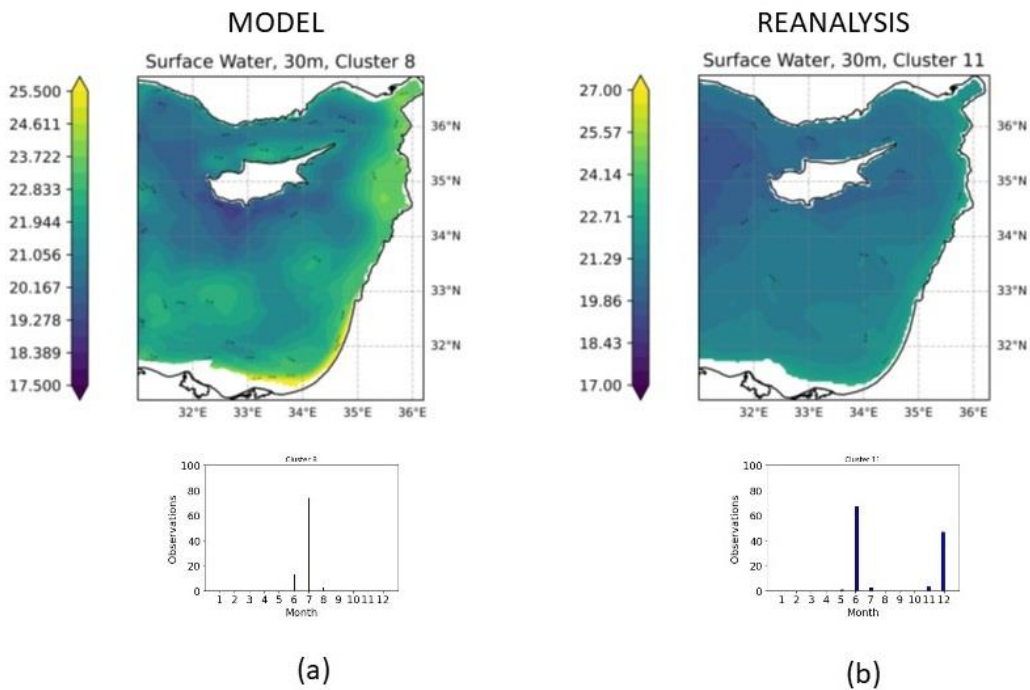 MODEL
Surface Water, 30m, Cluster 8
25.500
24.611
23.722
22.833
21.944
21.056
20.167
19.278
18.389
17.500
36°N
35°N
34°N
33°N
32°N
32°E 33°E 34°E 35°E 36°E
Cluster 8
Observations
100
80
60
40
20
0
1 2 3 4 5 6 7 8 9 10 11 12
Month
(a)
REANALYSIS
Surface Water, 30m, Cluster 11
27.00
25.57
24.14
22.71
21.29
19.86
18.43
17.00
36°N
35°N
34°N
33°N
32°N
32°E 33°E 34°E 35°E 36°E
Cluster 11
Observations
100
80
60
40
20
0
1 2 3 4 5 6 7 8 9 10 11 12
Month
(b)